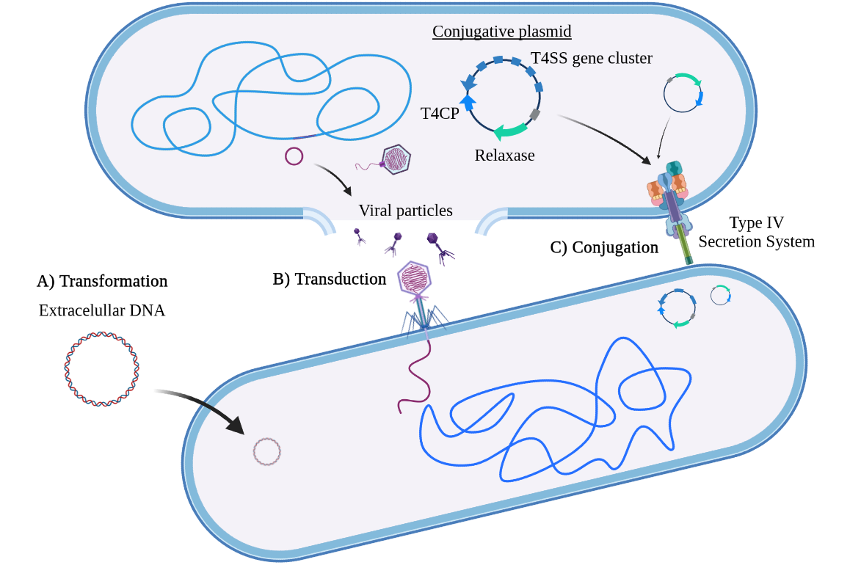 Conjugative plasmid
T4SS gene cluster
T4CP
Relaxase
Viral particles
Type IV
Secretion System
C) Conjugation
B) Transduction
A) Transformation
Extracelullar DNA